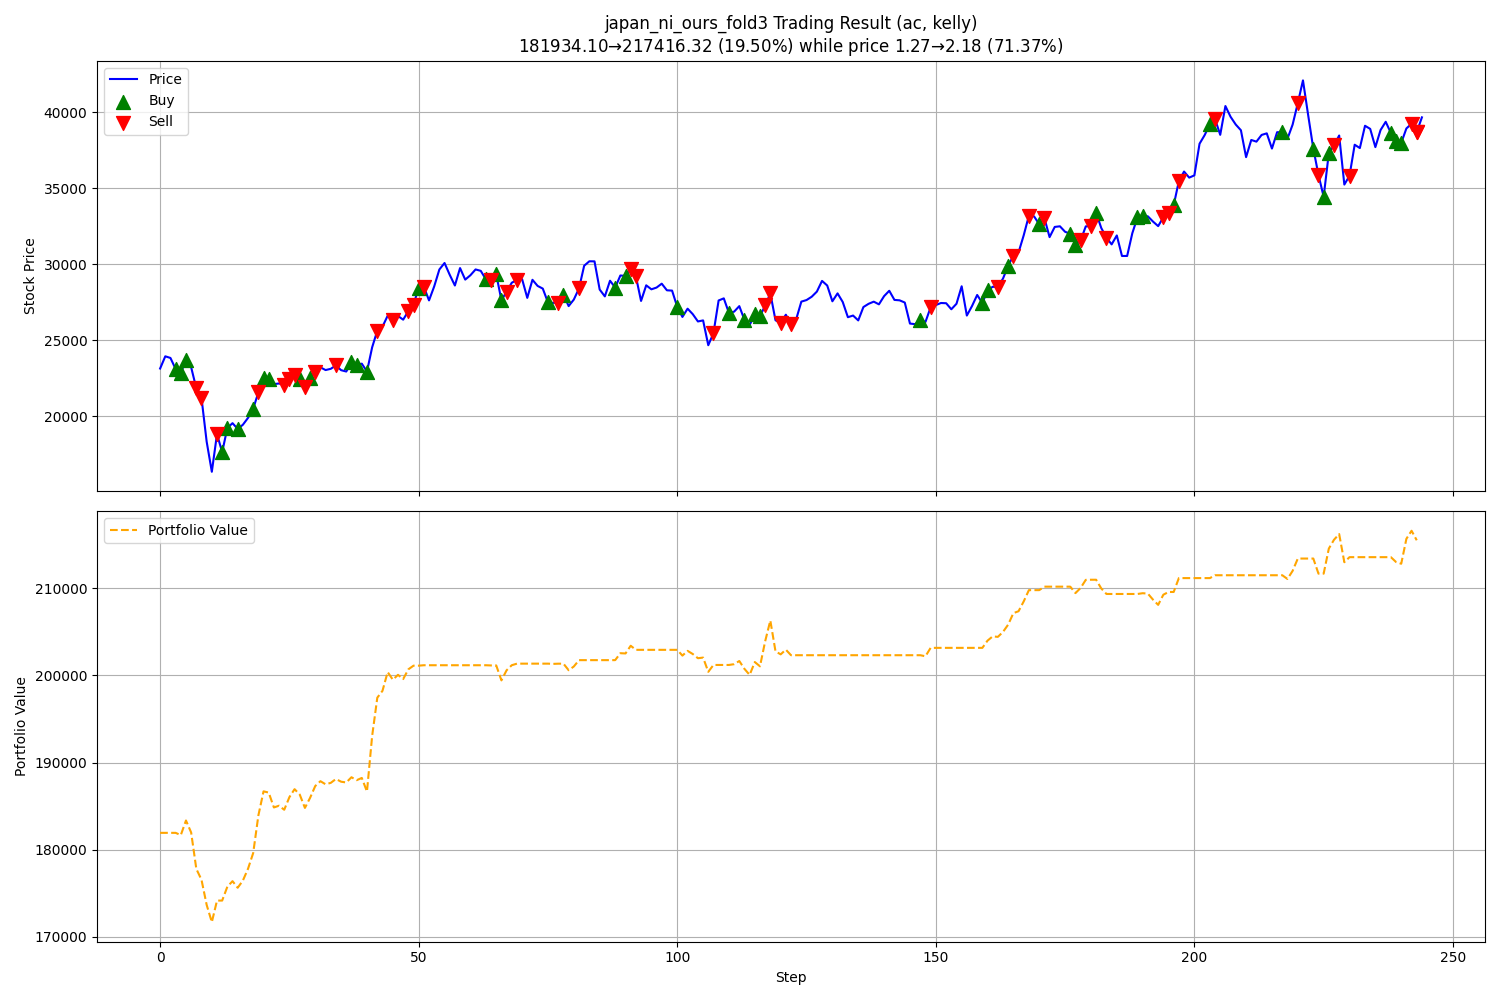 japan_ni_ours_fold3 Trading Result (ac, kelly)
181934.10→217416.32 (19.50%) while price 1.27→2.18 (71.37%)
Price
Buy
Sell
40000
35000
30000
25000
20000
Stock Price
Portfolio Value
210000
200000
190000
180000
170000
Portfolio Value
0 50 100 150 200 250
Step